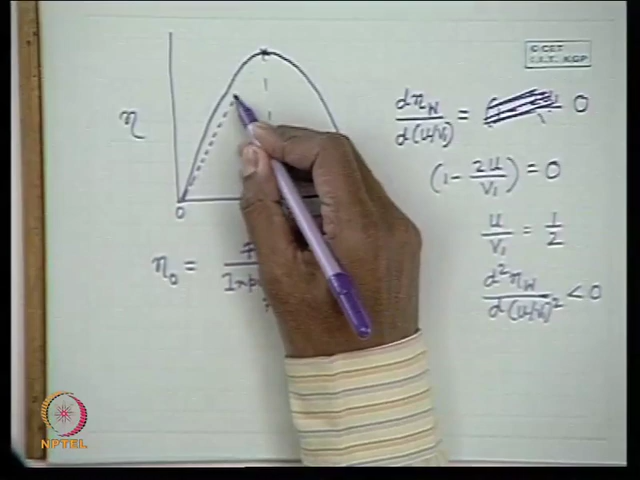 © CET
I.I.T. KGP
η
0
dη_W / d(U/V₁) = 0
(1 - 2U/V₁) = 0
U/V₁ = 1/2
d²η_W / d(U/V₁)² < 0
η₀ =
NPTEL